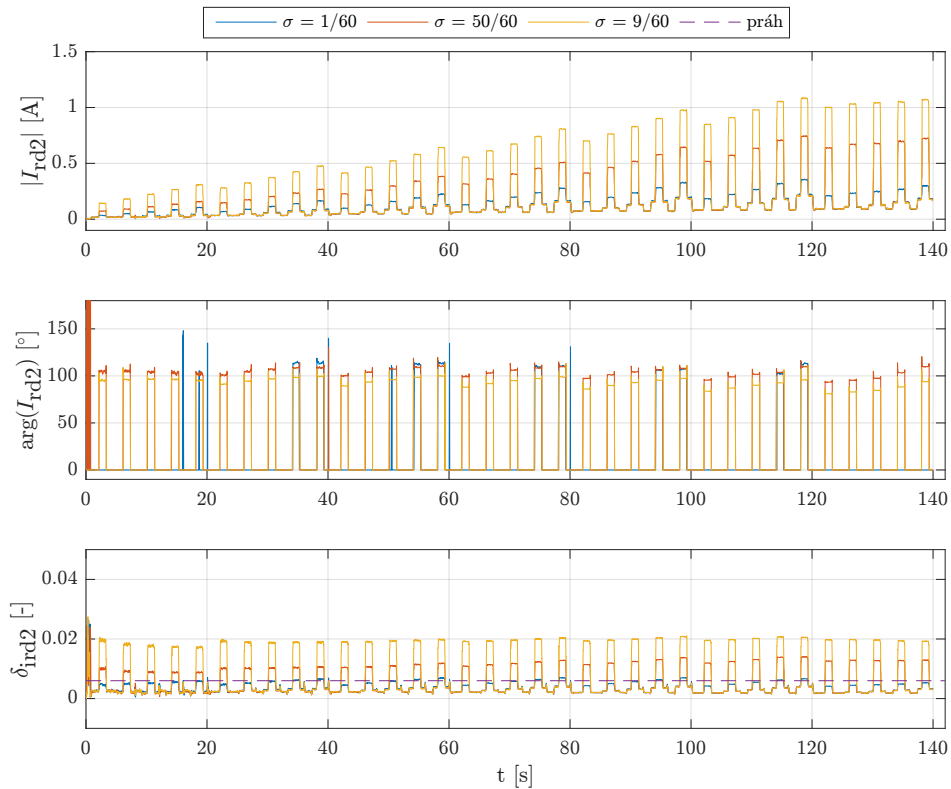 σ = 1/60 σ = 50/60 σ = 9/60 práh
|I_rd2| [A]
1.5
1
0.5
0
0 20 40 60 80 100 120 140
arg(I_rd2) [°]
150
100
50
0
0 20 40 60 80 100 120 140
δ_ird2 [-]
0.04
0.02
0
0 20 40 60 80 100 120 140
t [s]